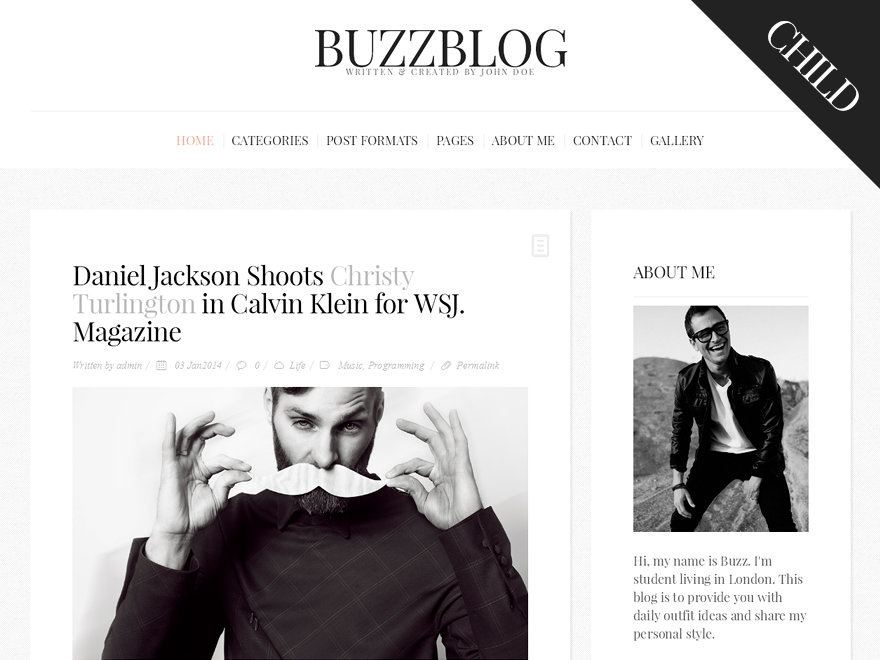 BUZZBLOG
WRITTEN & CREATED BY JOHN DOE
CHILD
HOME
CATEGORIES
POST FORMATS
PAGES
ABOUT ME
CONTACT
GALLERY
Daniel Jackson Shoots Christy
Turlington in Calvin Klein for WSJ.
Magazine
Written by admin / 03 Jan2014 / 0 / Life / Music, Programming / Permalink
ABOUT ME
Hi, my name is Buzz. I'm
student living in London. This
blog is to provide you with
daily outfit ideas and share my
personal style.